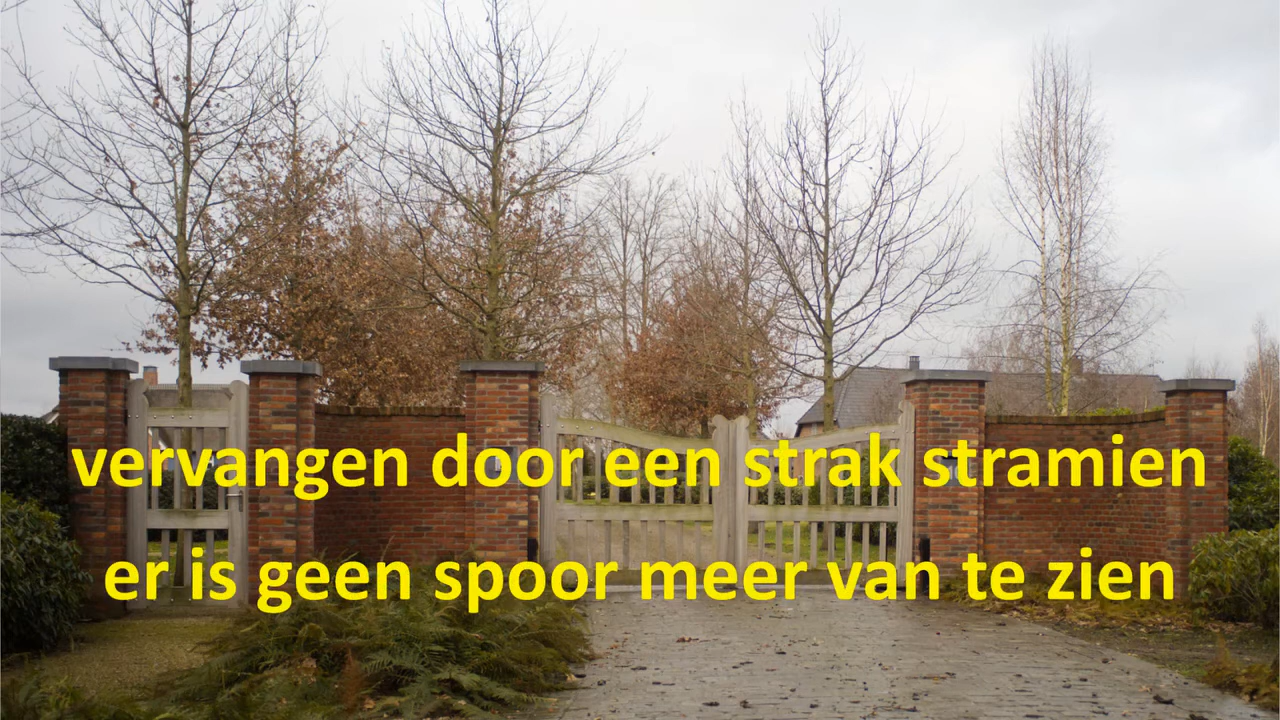 vervangen door een strak stramien
er is geen spoor meer van te zien